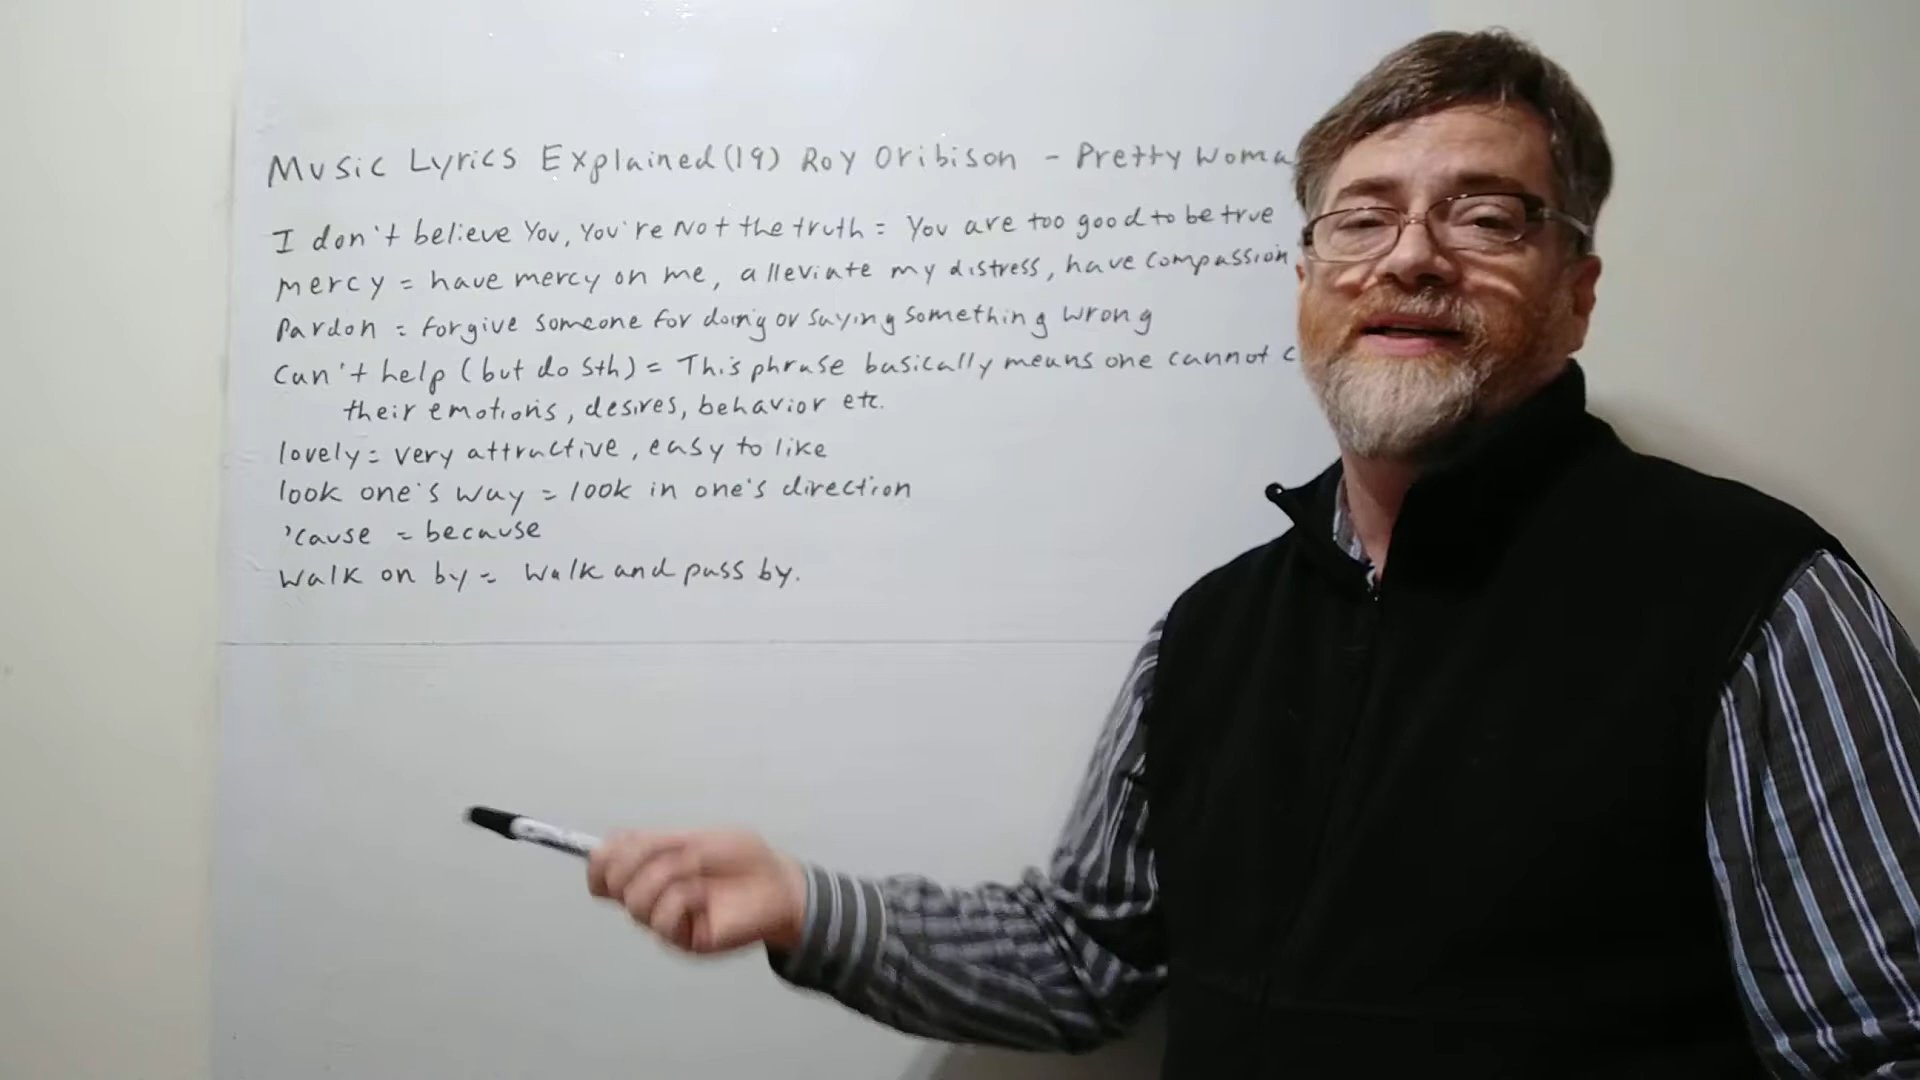 Music Lyrics Explained (19) Roy Oribison - Pretty Woma
I don't believe You, You're Not the truth = You are too good to be true
mercy = have mercy on me, alleviate my distress, have compassion
Pardon = forgive someone for doing or saying something wrong
Can't help (but do sth) = This phrase basically means one cannot c
their emotions, desires, behavior etc.
lovely = very attractive, easy to like
look one's way = look in one's direction
'cause = because
Walk on by = Walk and pass by.